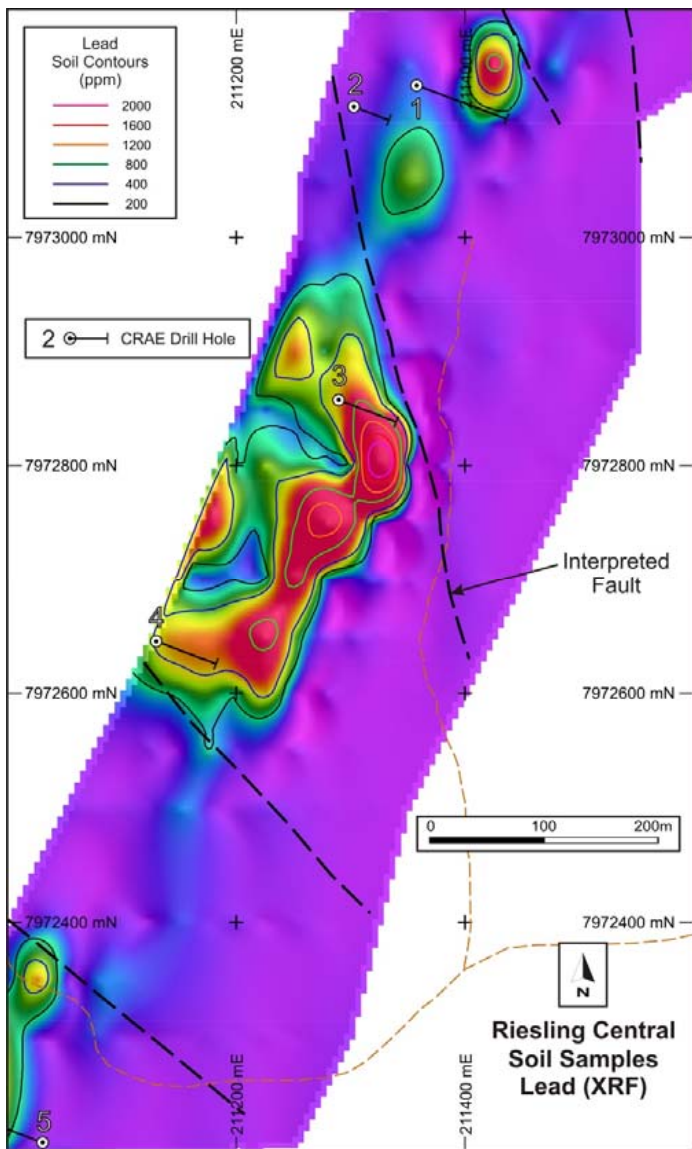 Lead
Soil Contours
(ppm)
2000
1600
1200
800
400
200
211200 mE
211400 mE
2
1
7973000 mN
7973000 mN
2 CRAE Drill Hole
3
7972800 mN
7972800 mN
Interpreted
Fault
4
7972600 mN
7972600 mN
0 100 200m
7972400 mN
7972400 mN
N
Riesling Central
Soil Samples
Lead (XRF)
211200 mE
211400 mE
5